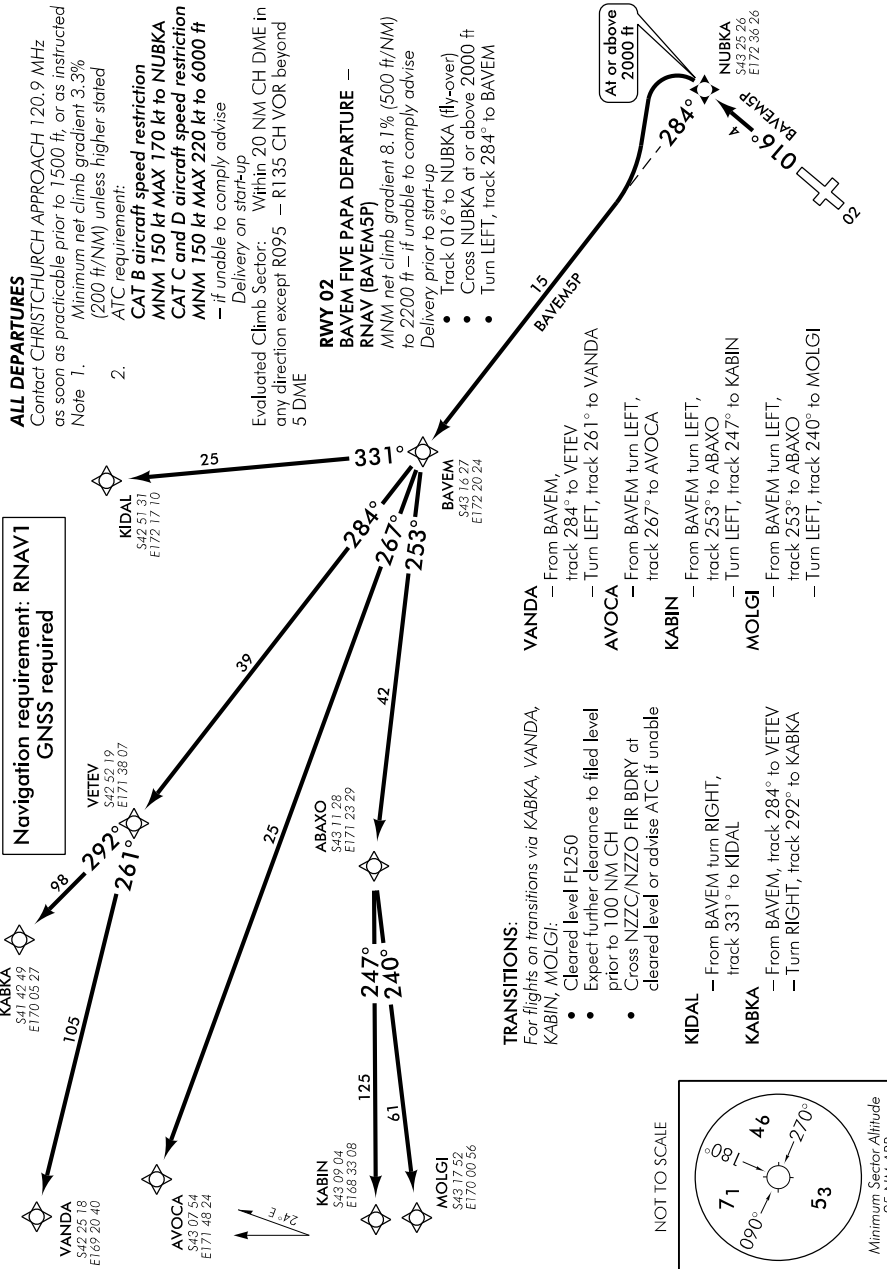 Navigation requirement: RNAV1
GNSS required
ALL DEPARTURES
Contact CHRISTCHURCH APPROACH 120.9 MHz
as soon as practicable prior to 1500 ft, or as instructed
Note 1. Minimum net climb gradient 3.3%
(200 ft/NM) unless higher stated
2. ATC requirement:
CAT B aircraft speed restriction
MNM 150 kt MAX 170 kt to NUBKA
CAT C and D aircraft speed restriction
MNM 150 kt MAX 220 kt to 6000 ft
– if unable to comply advise
Delivery on start-up
Evaluated Climb Sector: Within 20 NM CH DME in
any direction except R095 – R135 CH VOR beyond
5 DME
RWY 02
BAVEM FIVE PAPA DEPARTURE –
RNAV (BAVEM5P)
MNM net climb gradient 8.1% (500 ft/NM)
to 2200 ft – if unable to comply advise
Delivery prior to start-up
• Track 016° to NUBKA (fly-over)
• Cross NUBKA at or above 2000 ft
• Turn LEFT, track 284° to BAVEM
At or above
2000 ft
NUBKA
S43 25 26
E172 36 26
284°
4
BAVEM5P
016°
02
15
BAVEM5P
BAVEM
S43 16 27
E172 20 24
331°
25
KIDAL
S42 51 31
E172 17 10
284°
267°
253°
39
VETEV
S42 52 19
E171 38 07
292°
261°
98
KABKA
S41 42 49
E170 05 27
105
VANDA
S42 25 18
E169 20 40
25
AVOCA
S43 07 54
E171 48 24
42
ABAXO
S43 11 28
E171 23 29
247°
240°
125
61
KABIN
S43 09 04
E168 33 08
MOLGI
S43 17 52
E170 00 56
24°E
TRANSITIONS:
For flights on transitions via KABKA, VANDA,
KABIN, MOLGI:
• Cleared level FL250
• Expect further clearance to filed level
prior to 100 NM CH
• Cross NZZC/NZZO FIR BDRY at
cleared level or advise ATC if unable
KIDAL
– From BAVEM turn RIGHT,
track 331° to KIDAL
KABKA
– From BAVEM, track 284° to VETEV
– Turn RIGHT, track 292° to KABKA
VANDA
– From BAVEM,
track 284° to VETEV
– Turn LEFT, track 261° to VANDA
AVOCA
– From BAVEM turn LEFT,
track 267° to AVOCA
KABIN
– From BAVEM turn LEFT,
track 253° to ABAXO
– Turn LEFT, track 247° to KABIN
MOLGI
– From BAVEM turn LEFT,
track 253° to ABAXO
– Turn LEFT, track 240° to MOLGI
NOT TO SCALE
180°
71
46
090°
270°
53
Minimum Sector Altitude
25 NM ARP